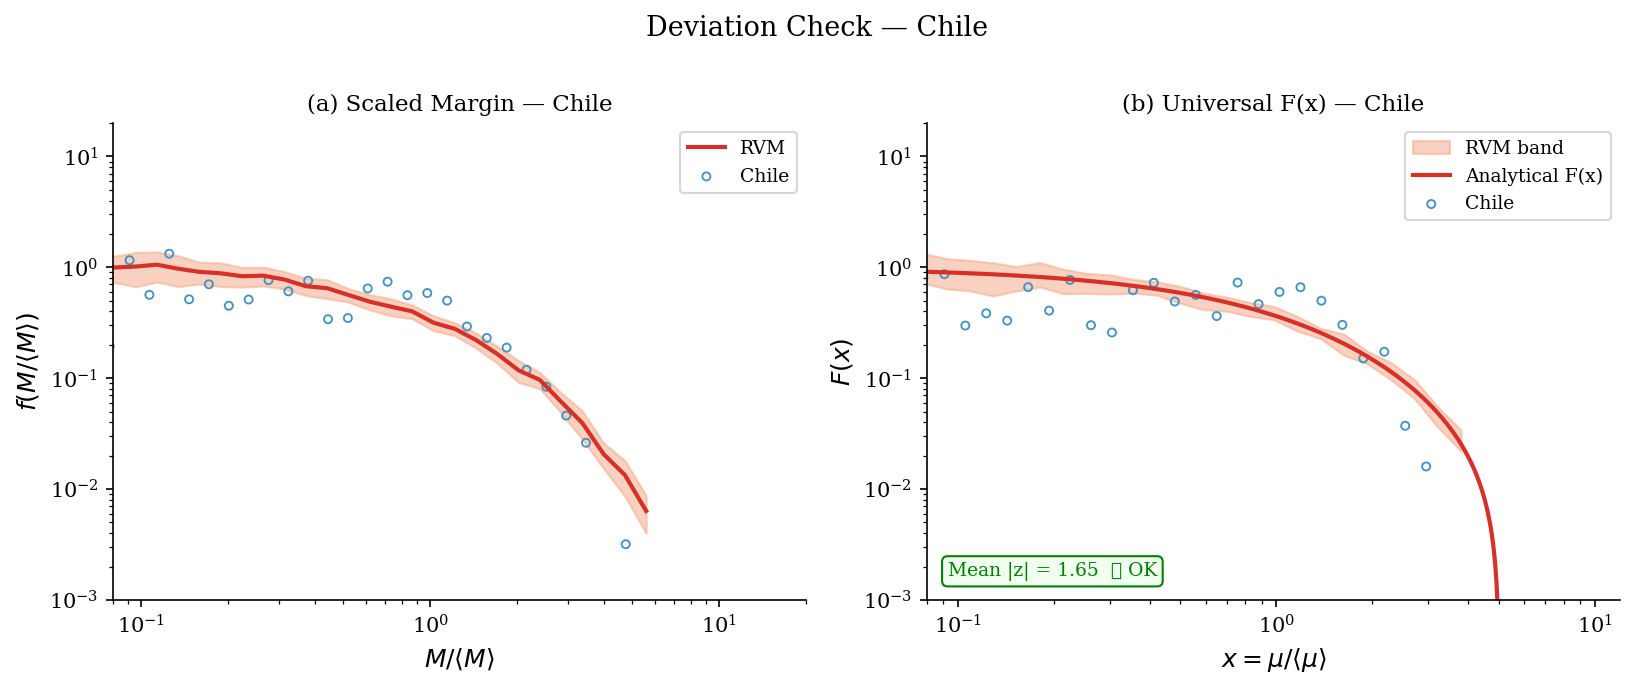 Deviation Check — Chile
(a) Scaled Margin — Chile
RVM
Chile
10¹
10⁰
10⁻¹
10⁻²
10⁻³
f(M/⟨M⟩)
10⁻¹
10⁰
10¹
M/⟨M⟩
(b) Universal F(x) — Chile
RVM band
Analytical F(x)
Chile
10¹
10⁰
10⁻¹
10⁻²
10⁻³
F(x)
Mean |z| = 1.65 ▯ OK
10⁻¹
10⁰
10¹
x = μ/⟨μ⟩